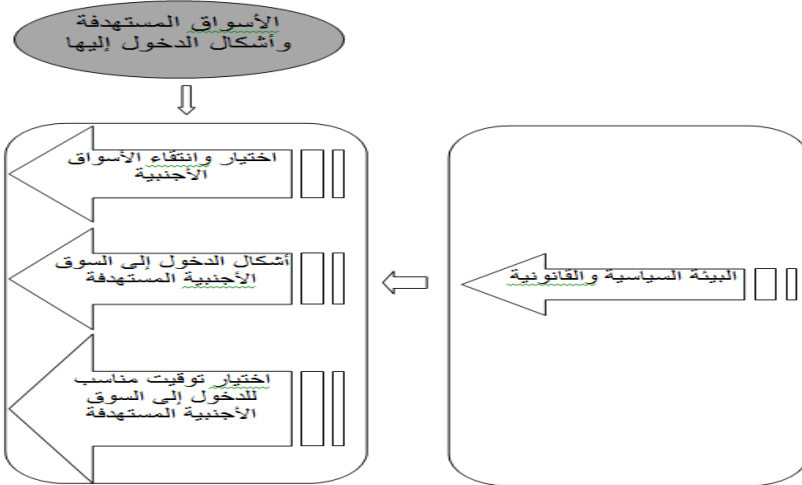 الأسواق المستهدفة
وأشكال الدخول إليها
البيئة السياسية والقانونية
اختيار وانتقاء الأسواق
الأجنبية
أشكال الدخول إلى السوق
الأجنبية المستهدفة
اختيار توقيت مناسب
للدخول إلى السوق
الأجنبية المستهدفة